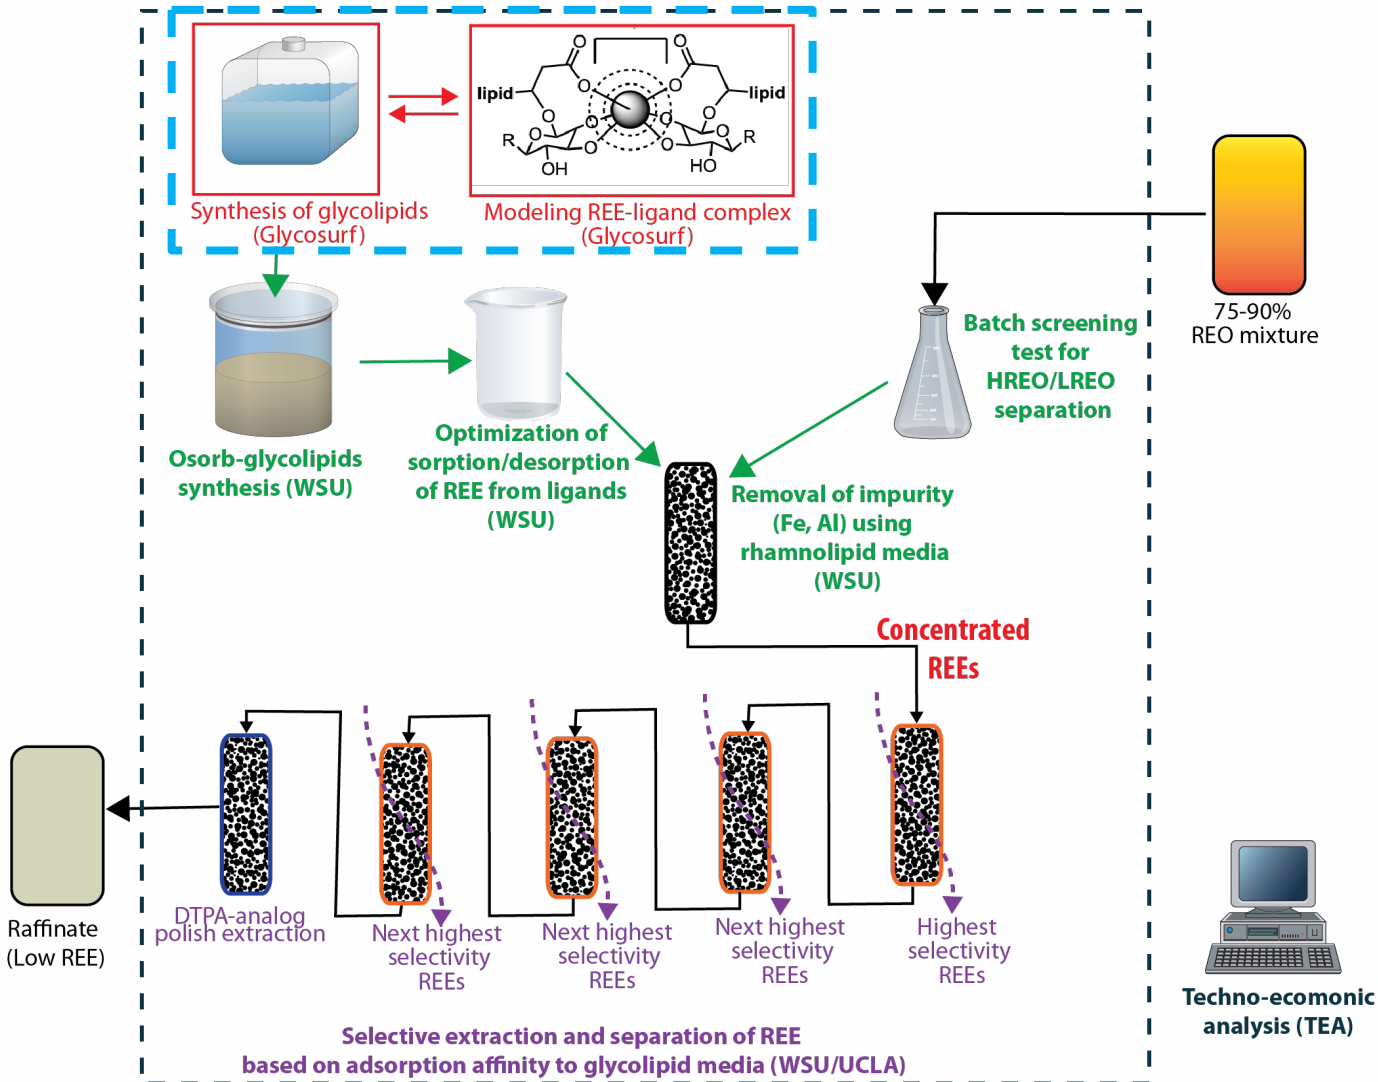 lipid
O
O
O
O
O
O
R
OH
O
O
O
O
O
O
lipid
R
HO
Synthesis of glycolipids
(Glycosurf)
Modeling REE-ligand complex
(Glycosurf)
75-90%
REO mixture
Batch screening
test for
HREO/LREO
separation
Osorb-glycolipids
synthesis (WSU)
Optimization of
sorption/desorption
of REE from ligands
(WSU)
Removal of impurity
(Fe, Al) using
rhamnolipid media
(WSU)
Concentrated
REEs
Raffinate
(Low REE)
DTPA-analog
polish extraction
Next highest
selectivity
REEs
Next highest
selectivity
REEs
Next highest
selectivity
REEs
Highest
selectivity
REEs
Techno-ecomonic
analysis (TEA)
Selective extraction and separation of REE
based on adsorption affinity to glycolipid media (WSU/UCLA)